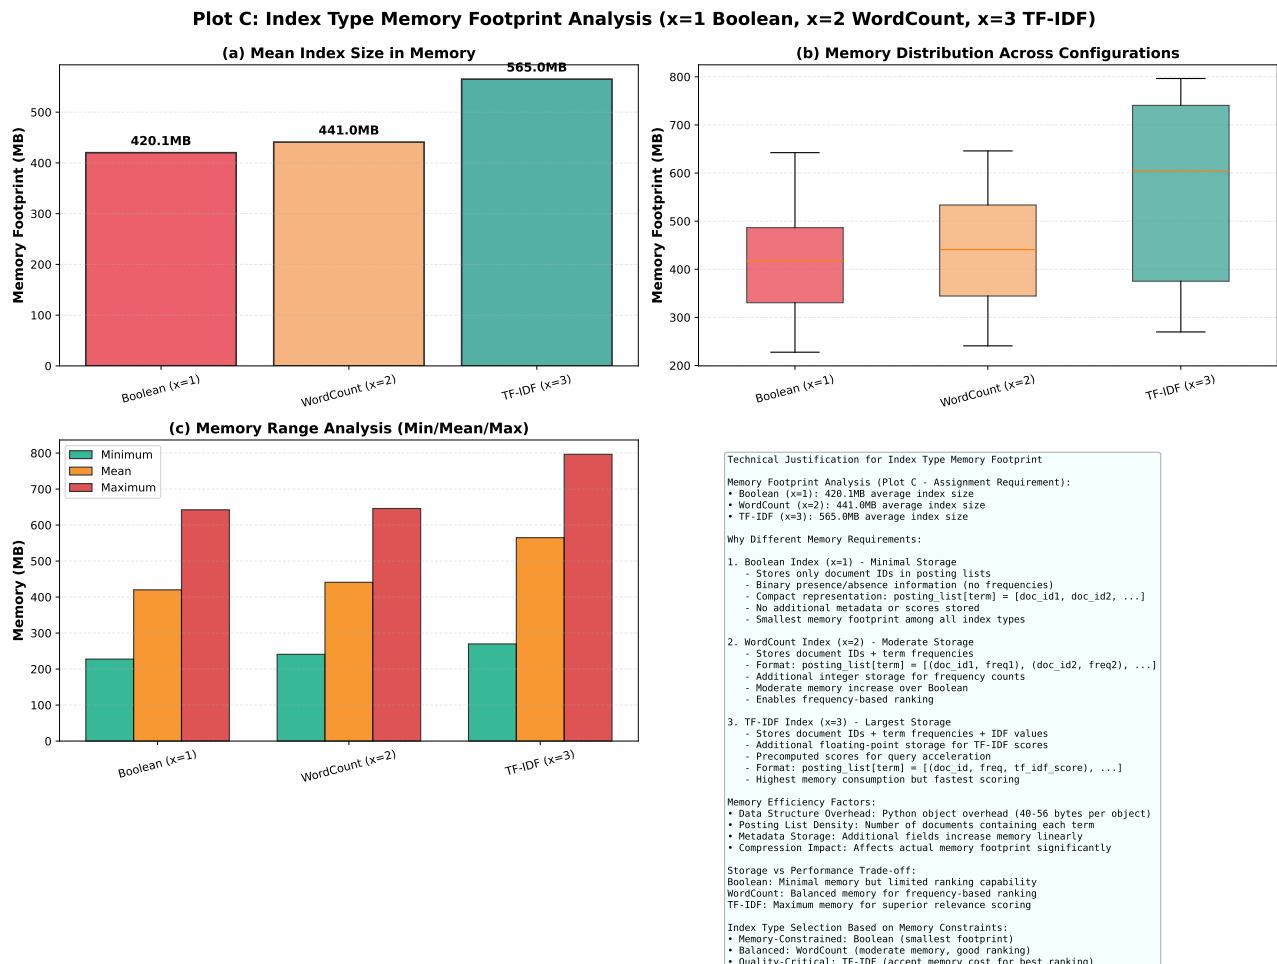 Plot C: Index Type Memory Footprint Analysis (x=1 Boolean, x=2 WordCount, x=3 TF-IDF)
(a) Mean Index Size in Memory
Memory Footprint (MB)
500
400
300
200
100
0
420.1MB
441.0MB
565.0MB
Boolean (x=1)
WordCount (x=2)
TF-IDF (x=3)
(b) Memory Distribution Across Configurations
Memory Footprint (MB)
800
700
600
500
400
300
200
Boolean (x=1)
WordCount (x=2)
TF-IDF (x=3)
(c) Memory Range Analysis (Min/Mean/Max)
Memory (MB)
800
700
600
500
400
300
200
100
0
Minimum
Mean
Maximum
Boolean (x=1)
WordCount (x=2)
TF-IDF (x=3)
Technical Justification for Index Type Memory Footprint
Memory Footprint Analysis (Plot C - Assignment Requirement):
• Boolean (x=1): 420.1MB average index size
• WordCount (x=2): 441.0MB average index size
• TF-IDF (x=3): 565.0MB average index size
Why Different Memory Requirements:
1. Boolean Index (x=1) - Minimal Storage
- Stores only document IDs in posting lists
- Binary presence/absence information (no frequencies)
- Compact representation: posting_list[term] = [doc_id1, doc_id2, ...]
- No additional metadata or scores stored
- Smallest memory footprint among all index types
2. WordCount Index (x=2) - Moderate Storage
- Stores document IDs + term frequencies
- Format: posting_list[term] = [(doc_id1, freq1), (doc_id2, freq2), ...]
- Additional integer storage for frequency counts
- Moderate memory increase over Boolean
- Enables frequency-based ranking
3. TF-IDF Index (x=3) - Largest Storage
- Stores document IDs + term frequencies + IDF values
- Additional floating-point storage for TF-IDF scores
- Precomputed scores for query acceleration
- Format: posting_list[term] = [(doc_id, freq, tf_idf_score), ...]
- Highest memory consumption but fastest scoring
Memory Efficiency Factors:
• Data Structure Overhead: Python object overhead (40-56 bytes per object)
• Posting List Density: Number of documents containing each term
• Metadata Storage: Additional fields increase memory linearly
• Compression Impact: Affects actual memory footprint significantly
Storage vs Performance Trade-off:
Boolean: Minimal memory but limited ranking capability
WordCount: Balanced memory for frequency-based ranking
TF-IDF: Maximum memory for superior relevance scoring
Index Type Selection Based on Memory Constraints:
• Memory-Constrained: Boolean (smallest footprint)
• Balanced: WordCount (moderate memory, good ranking)
• Quality-Critical: TF-IDF (accept memory cost for best ranking)